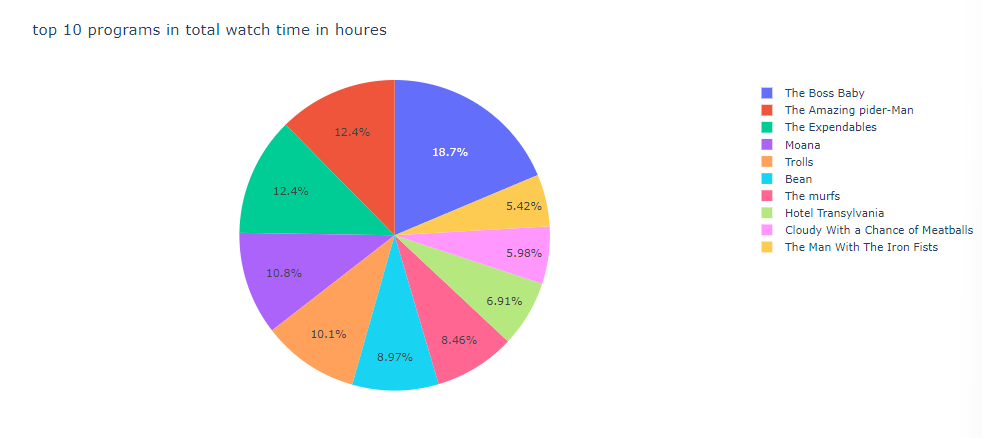 top 10 programs in total watch time in houres
12.4%
18.7%
12.4%
5.42%
5.98%
10.8%
6.91%
10.1%
8.46%
8.97%
The Boss Baby
The Amazing pider-Man
The Expendables
Moana
Trolls
Bean
The murfs
Hotel Transylvania
Cloudy With a Chance of Meatballs
The Man With The Iron Fists